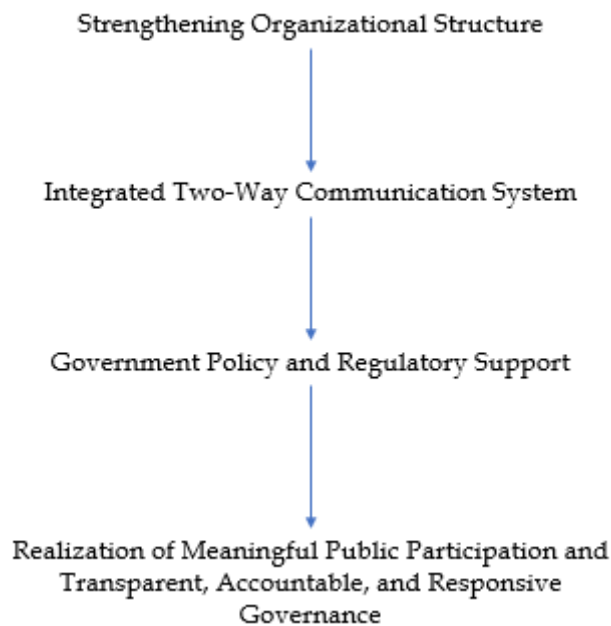 Strengthening Organizational Structure
Integrated Two-Way Communication System
Government Policy and Regulatory Support
Realization of Meaningful Public Participation and
Transparent, Accountable, and Responsive
Governance